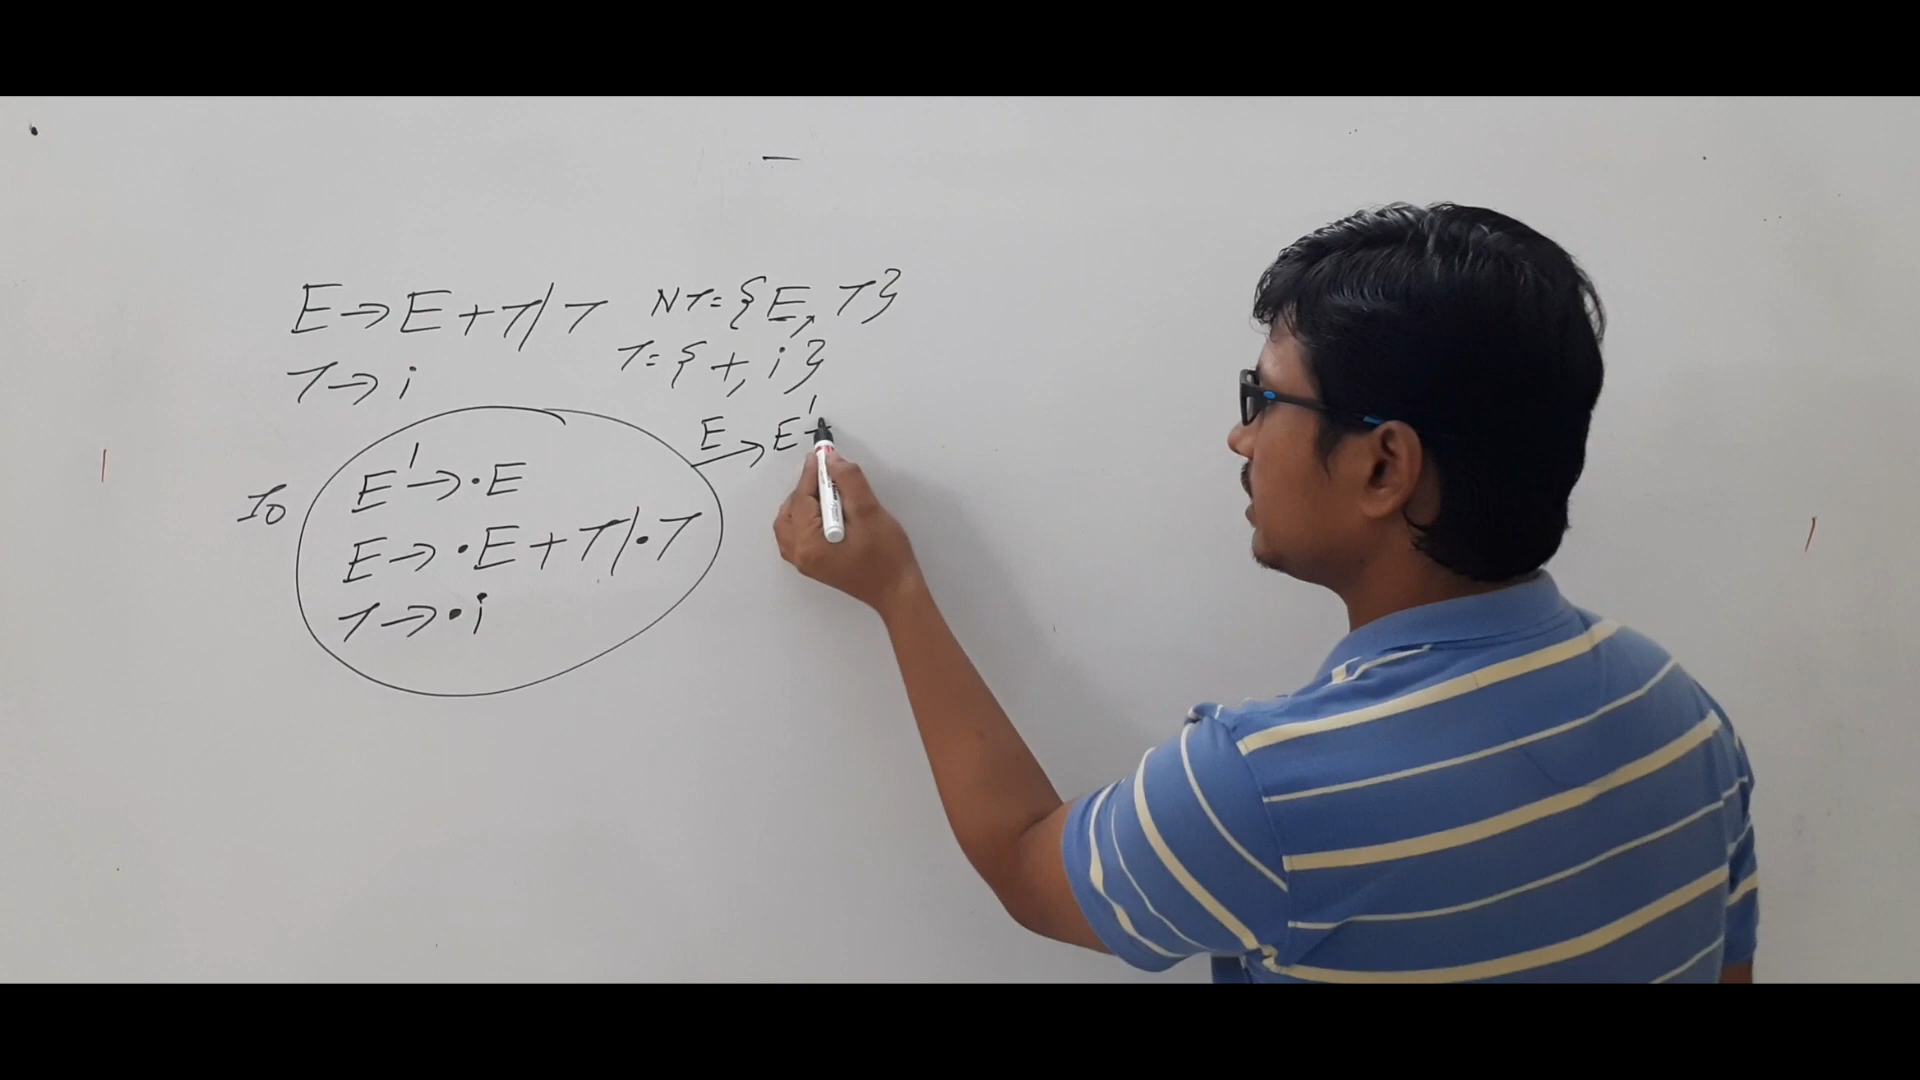 E → E + T / T
NT = {E, T}
T → i
T = {+, i}
E → E'
I0
E' → · E
E → · E + T / · T
T → · i